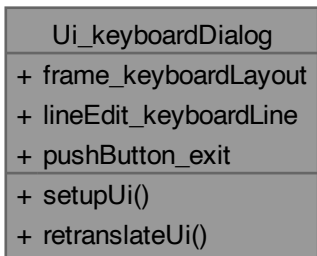 Ui_keyboardDialog
+ frame_keyboardLayout
+ lineEdit_keyboardLine
+ pushButton_exit
+ setupUi()
+ retranslateUi()